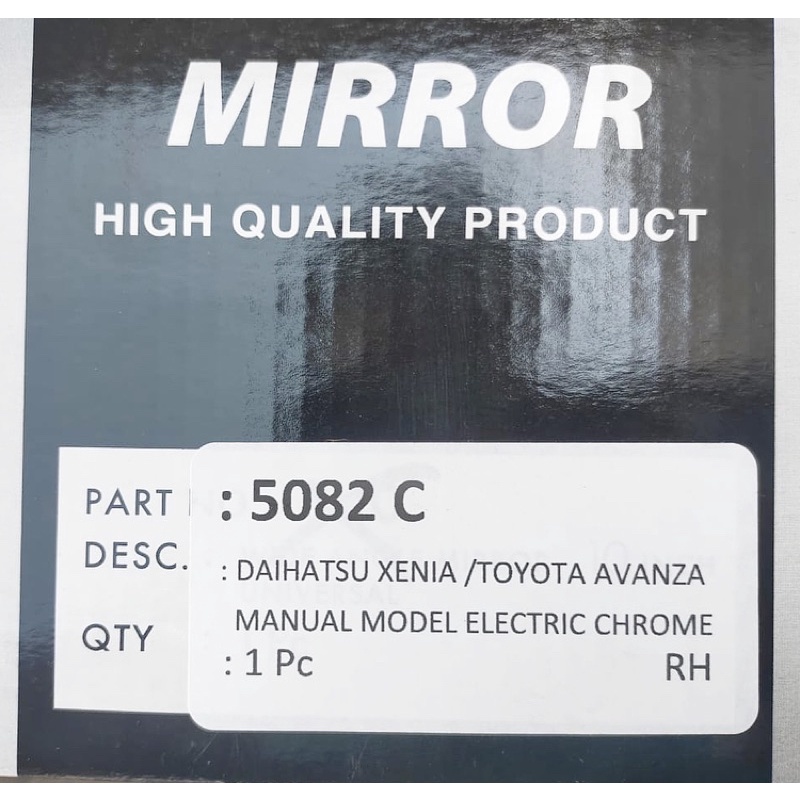 MIRROR
HIGH QUALITY PRODUCT
PART NO : 5082 C
DESC. : DAIHATSU XENIA /TOYOTA AVANZA
MANUAL MODEL ELECTRIC CHROME
QTY : 1 Pc RH